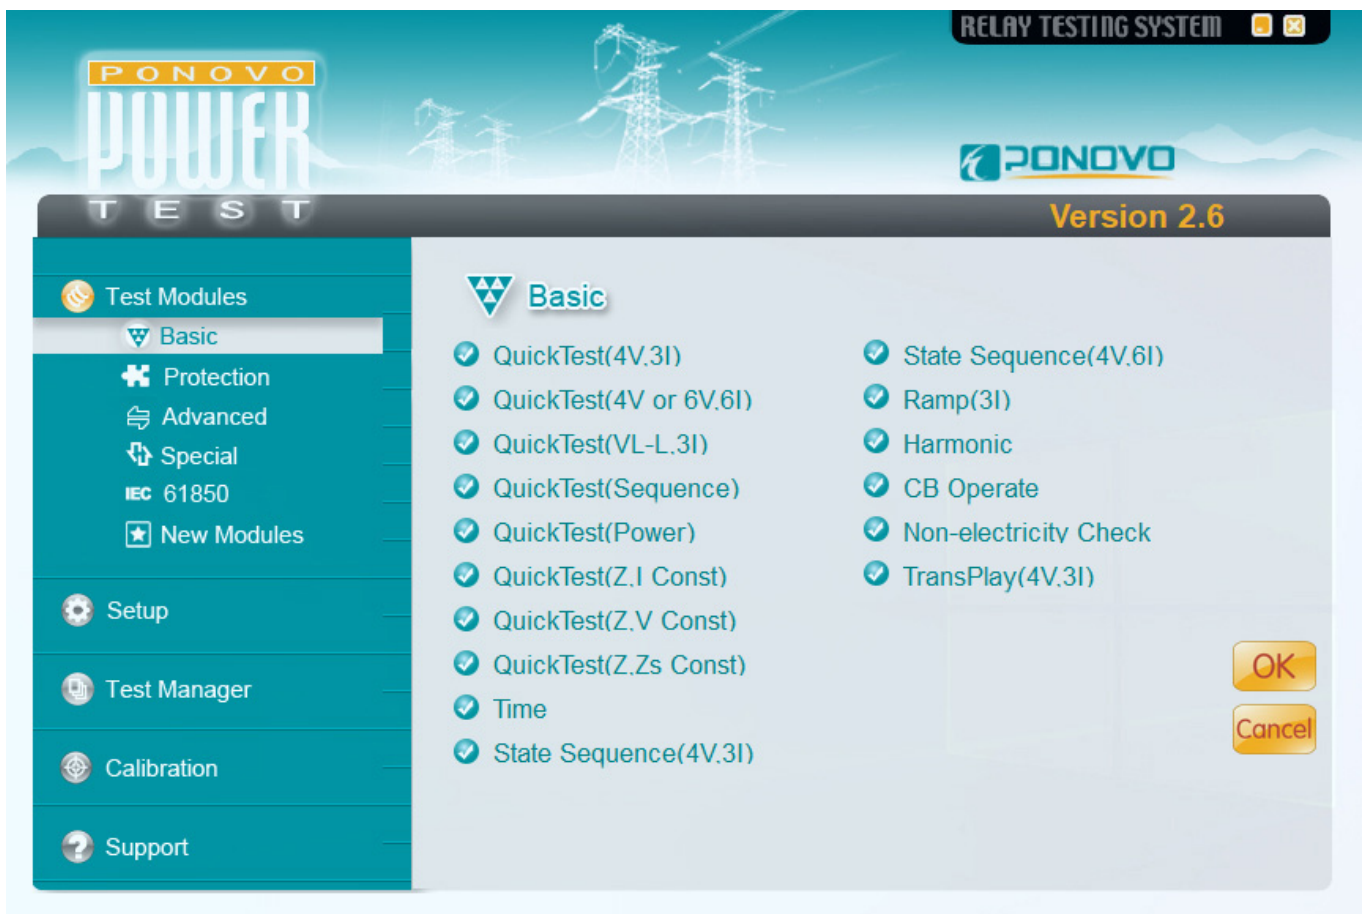 RELAY TESTING SYSTEM
PONOVO
POWER
TEST
PONOVO
Version 2.6
Test Modules
Basic
Protection
Advanced
Special
IEC 61850
New Modules
Setup
Test Manager
Calibration
Support
Basic
QuickTest(4V,3I)
QuickTest(4V or 6V,6I)
QuickTest(VL-L,3I)
QuickTest(Sequence)
QuickTest(Power)
QuickTest(Z,I Const)
QuickTest(Z,V Const)
QuickTest(Z,Zs Const)
Time
State Sequence(4V,3I)
State Sequence(4V,6I)
Ramp(3I)
Harmonic
CB Operate
Non-electricity Check
TransPlay(4V,3I)
OK
Cancel